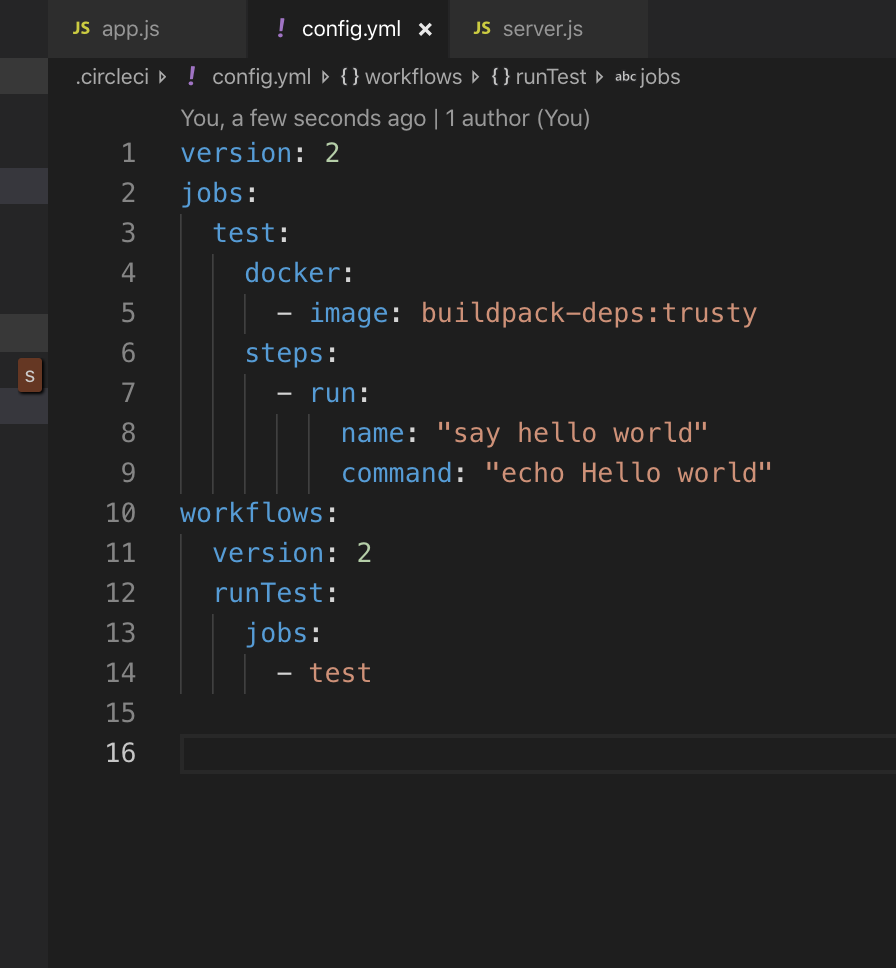 JS app.js ! config.yml × JS server.js
.circleci ! config.yml {} workflows {} runTest abc jobs
You, a few seconds ago | 1 author (You)
1 version: 2
2 jobs:
3 test:
4 docker:
5 - image: buildpack-deps:trusty
6 steps:
7 - run:
s
8 name: "say hello world"
9 command: "echo Hello world"
10 workflows:
11 version: 2
12 runTest:
13 jobs:
14 - test
15
16